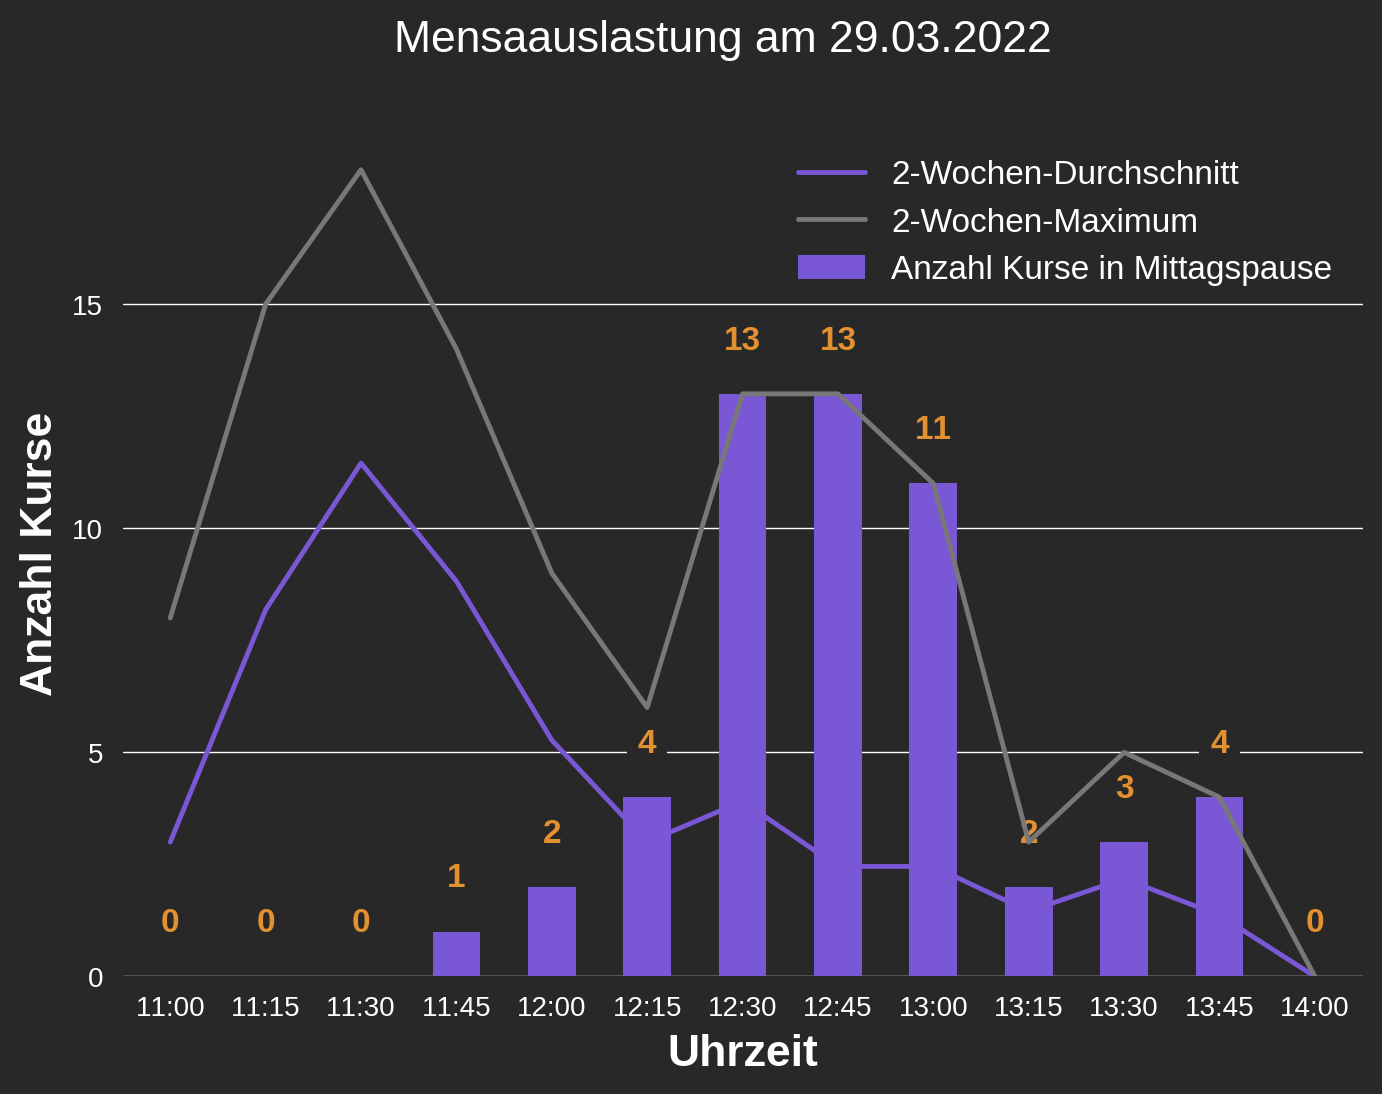 Mensaauslastung am 29.03.2022
2-Wochen-Durchschnitt
2-Wochen-Maximum
Anzahl Kurse in Mittagspause
Anzahl Kurse
15
10
5
0
13 13
11
4 4
3
2 2
1
0 0 0 0
11:00 11:15 11:30 11:45 12:00 12:15 12:30 12:45 13:00 13:15 13:30 13:45 14:00
Uhrzeit